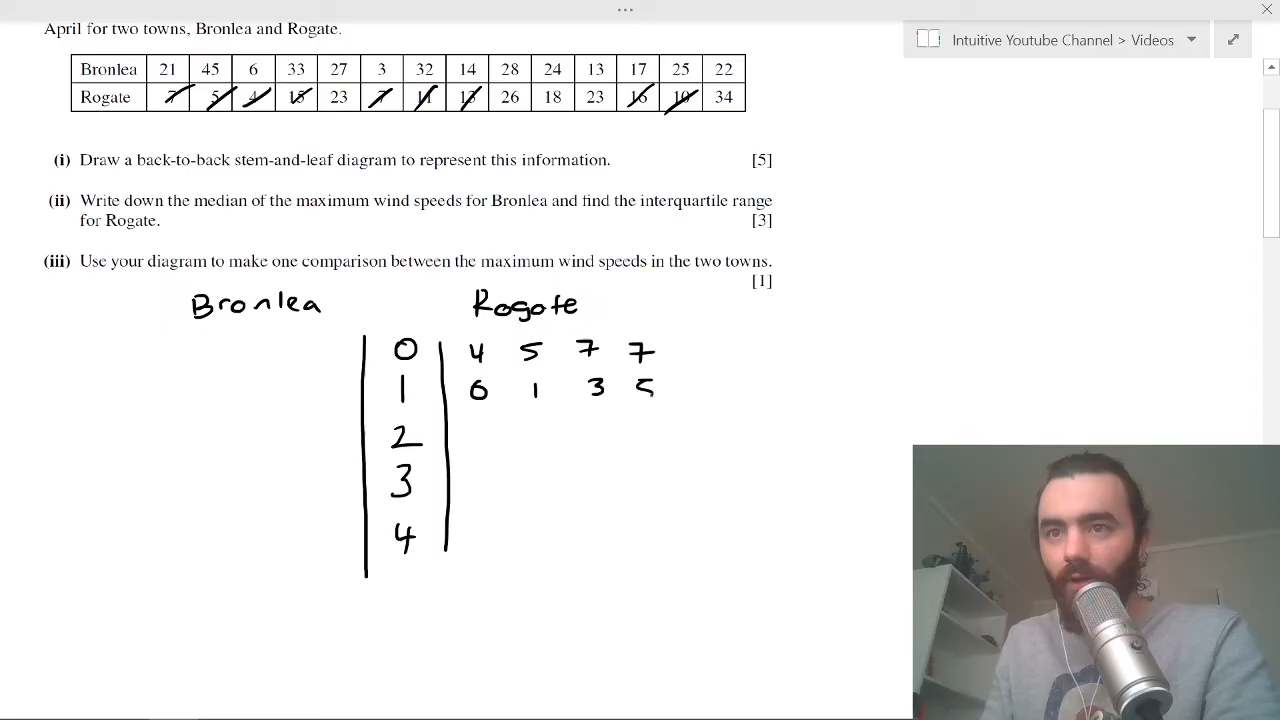 April for two towns, Bronlea and Rogate.
Intuitive Youtube Channel > Videos
Bronlea 21 45 6 33 27 3 32 14 28 24 13 17 25 22
Rogate 7 5 4 15 23 7 11 13 26 18 23 16 10 34
(i) Draw a back-to-back stem-and-leaf diagram to represent this information. [5]
(ii) Write down the median of the maximum wind speeds for Bronlea and find the interquartile range
for Rogate. [3]
(iii) Use your diagram to make one comparison between the maximum wind speeds in the two towns.
[1]
Bronlea Rogate
0 4 5 7 7
1 0 1 3 5
2
3
4